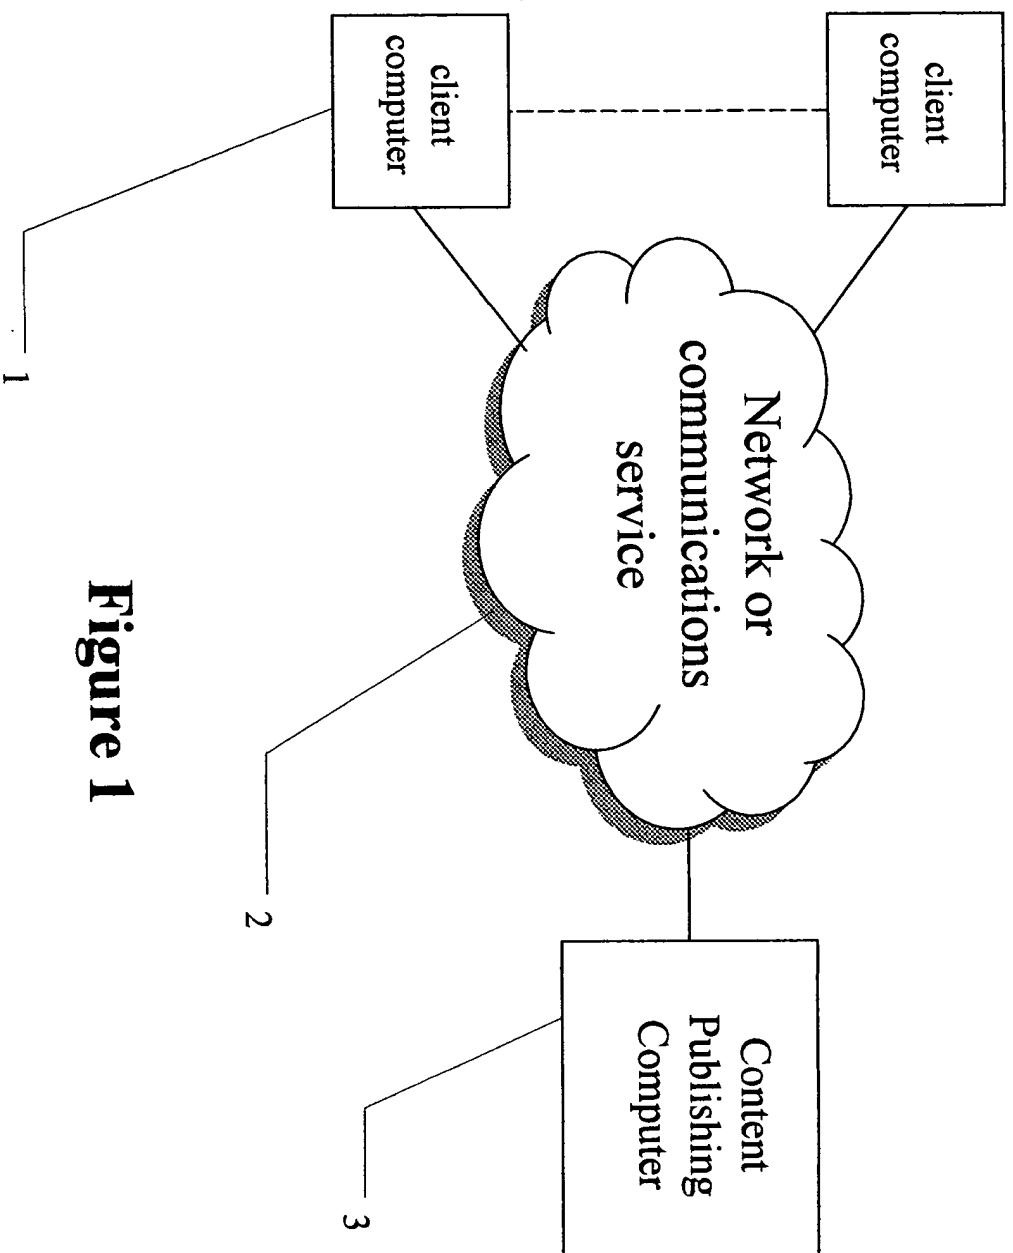 client
computer
client
computer
Network or
communications
service
Content
Publishing
Computer
1
2
3
Figure 1